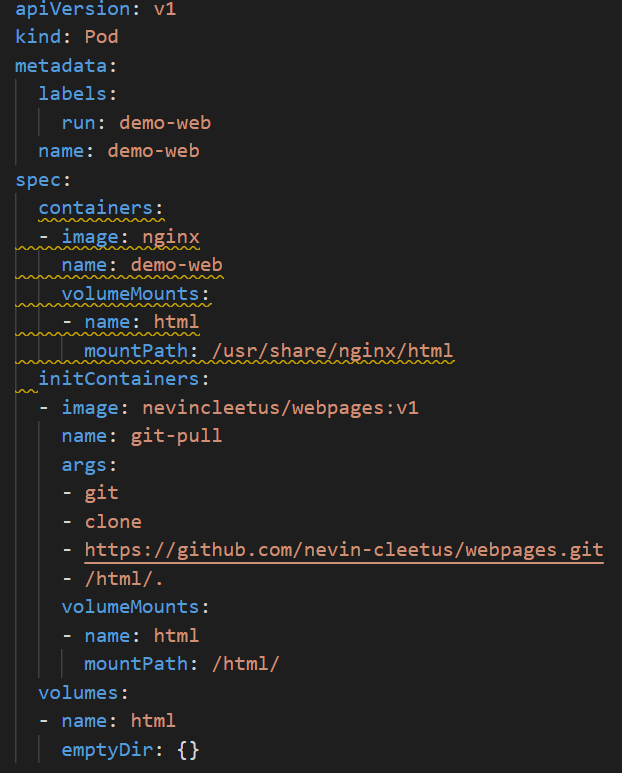 apiVersion: v1
kind: Pod
metadata:
  labels:
    run: demo-web
  name: demo-web
spec:
  containers:
  - image: nginx
    name: demo-web
    volumeMounts:
    - name: html
      mountPath: /usr/share/nginx/html
  initContainers:
  - image: nevincleetus/webpages:v1
    name: git-pull
    args:
    - git
    - clone
    - https://github.com/nevin-cleetus/webpages.git
    - /html/.
    volumeMounts:
    - name: html
      mountPath: /html/
  volumes:
  - name: html
    emptyDir: {}